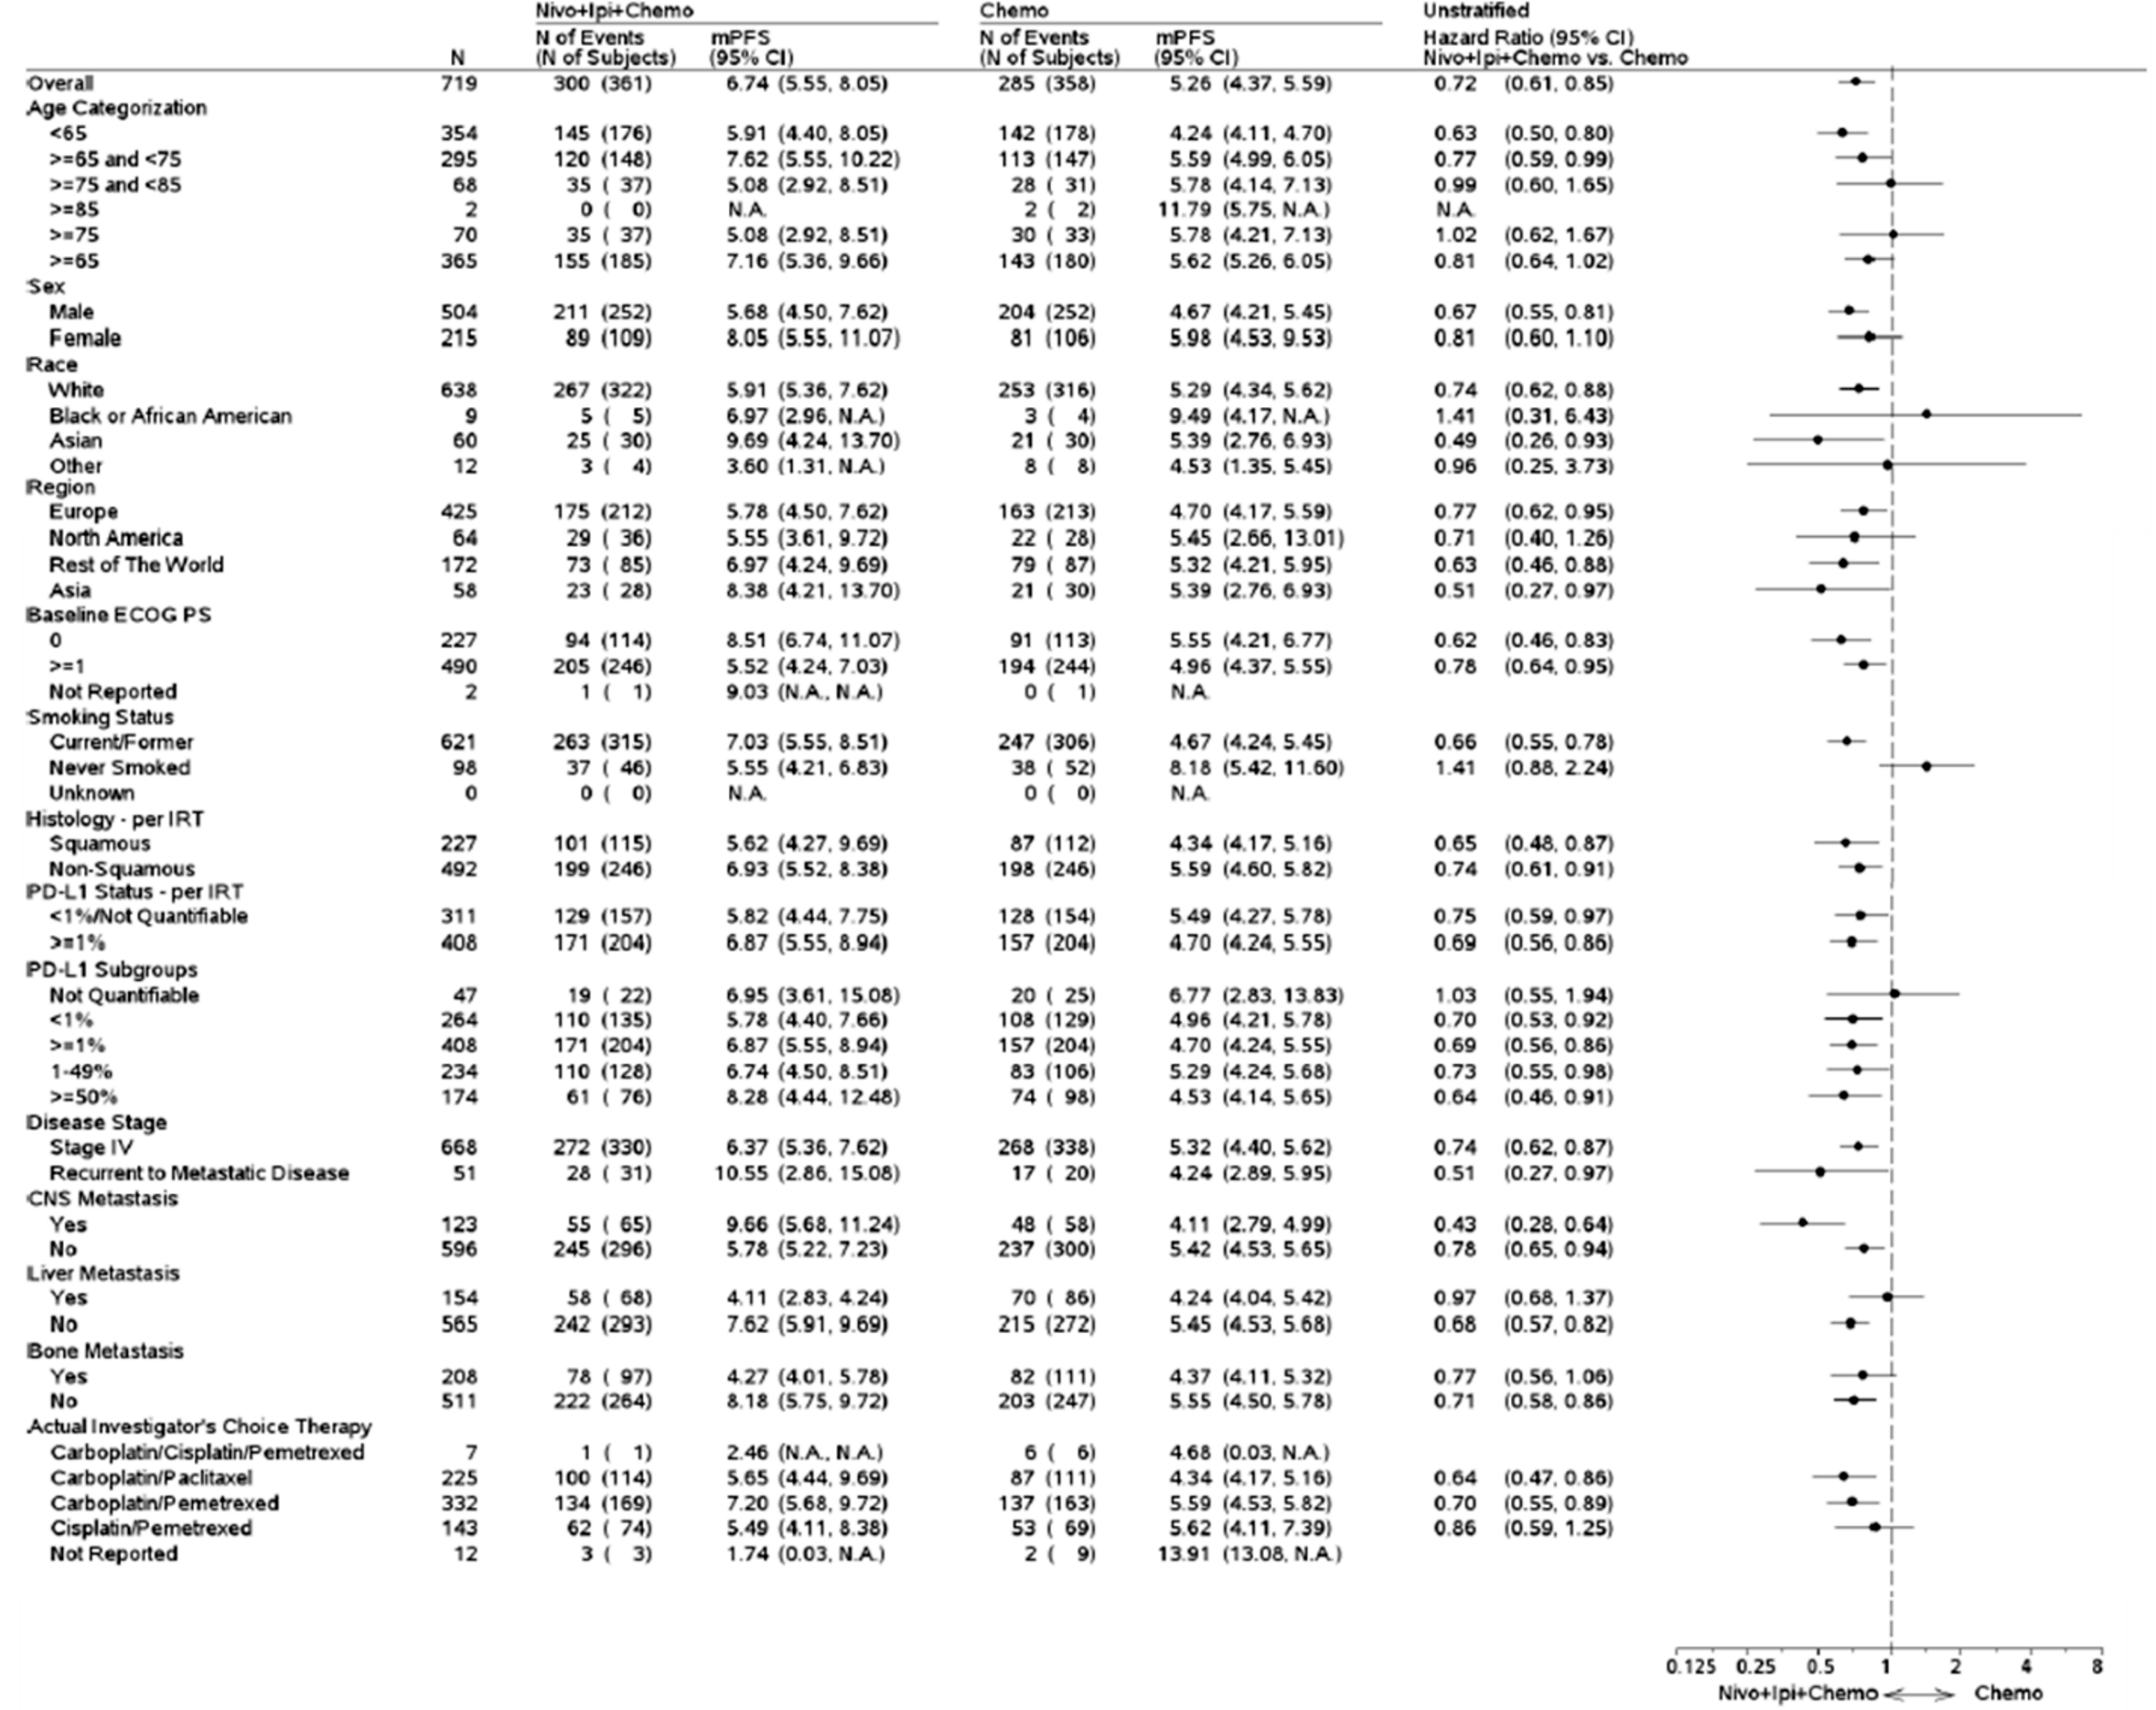 Nivo+Ipi+Chemo Chemo Unstratified
N of Events mPFS N of Events mPFS Hazard Ratio (95% CI)
N (N of Subjects) (95% CI) (N of Subjects) (95% CI) Nivo+Ipi+Chemo vs. Chemo
Overall 719 300 (361) 6.74 (5.55, 8.05) 285 (358) 5.26 (4.37, 5.59) 0.72 (0.61, 0.85)
Age Categorization
<65 354 145 (176) 5.91 (4.40, 8.05) 142 (178) 4.24 (4.11, 4.70) 0.63 (0.50, 0.80)
>=65 and <75 295 120 (148) 7.62 (5.55, 10.22) 113 (147) 5.59 (4.99, 6.05) 0.77 (0.59, 0.99)
>=75 and <85 68 35 ( 37) 5.08 (2.92, 8.51) 28 ( 31) 5.78 (4.14, 7.13) 0.99 (0.60, 1.65)
>=85 2 0 ( 0) N.A. 2 ( 2) 11.79 (5.75, N.A.) N.A.
>=75 70 35 ( 37) 5.08 (2.92, 8.51) 30 ( 33) 5.78 (4.21, 7.13) 1.02 (0.62, 1.67)
>=65 365 155 (185) 7.16 (5.36, 9.66) 143 (180) 5.62 (5.26, 6.05) 0.81 (0.64, 1.02)
Sex
Male 504 211 (252) 5.68 (4.50, 7.62) 204 (252) 4.67 (4.21, 5.45) 0.67 (0.55, 0.81)
Female 215 89 (109) 8.05 (5.55, 11.07) 81 (106) 5.98 (4.53, 9.53) 0.81 (0.60, 1.10)
Race
White 638 267 (322) 5.91 (5.36, 7.62) 253 (316) 5.29 (4.34, 5.62) 0.74 (0.62, 0.88)
Black or African American 9 5 ( 5) 6.97 (2.96, N.A.) 3 ( 4) 9.49 (4.17, N.A.) 1.41 (0.31, 6.43)
Asian 60 25 ( 30) 9.69 (4.24, 13.70) 21 ( 30) 5.39 (2.76, 6.93) 0.49 (0.26, 0.93)
Other 12 3 ( 4) 3.60 (1.31, N.A.) 8 ( 8) 4.53 (1.35, 5.45) 0.96 (0.25, 3.73)
Region
Europe 425 175 (212) 5.78 (4.50, 7.62) 163 (213) 4.70 (4.17, 5.59) 0.77 (0.62, 0.95)
North America 64 29 ( 36) 5.55 (3.61, 9.72) 22 ( 28) 5.45 (2.66, 13.01) 0.71 (0.40, 1.26)
Rest of The World 172 73 ( 85) 6.97 (4.24, 9.69) 79 ( 87) 5.32 (4.21, 5.95) 0.63 (0.46, 0.88)
Asia 58 23 ( 28) 8.38 (4.21, 13.70) 21 ( 30) 5.39 (2.76, 6.93) 0.51 (0.27, 0.97)
Baseline ECOG PS
0 227 94 (114) 8.51 (6.74, 11.07) 91 (113) 5.55 (4.21, 6.77) 0.62 (0.46, 0.83)
>=1 490 205 (246) 5.52 (4.24, 7.03) 194 (244) 4.96 (4.37, 5.55) 0.78 (0.64, 0.95)
Not Reported 2 1 ( 1) 9.03 (N.A., N.A.) 0 ( 1) N.A.
Smoking Status
Current/Former 621 263 (315) 7.03 (5.55, 8.51) 247 (306) 4.67 (4.24, 5.45) 0.66 (0.55, 0.78)
Never Smoked 98 37 ( 46) 5.55 (4.21, 6.83) 38 ( 52) 8.18 (5.42, 11.60) 1.41 (0.88, 2.24)
Unknown 0 0 ( 0) N.A. 0 ( 0) N.A.
Histology - per IRT
Squamous 227 101 (115) 5.62 (4.27, 9.69) 87 (112) 4.34 (4.17, 5.16) 0.65 (0.48, 0.87)
Non-Squamous 492 199 (246) 6.93 (5.52, 8.38) 198 (246) 5.59 (4.60, 5.82) 0.74 (0.61, 0.91)
PD-L1 Status - per IRT
<1%/Not Quantifiable 311 129 (157) 5.82 (4.44, 7.75) 128 (154) 5.49 (4.27, 5.78) 0.75 (0.59, 0.97)
>=1% 408 171 (204) 6.87 (5.55, 8.94) 157 (204) 4.70 (4.24, 5.55) 0.69 (0.56, 0.86)
PD-L1 Subgroups
Not Quantifiable 47 19 ( 22) 6.95 (3.61, 15.08) 20 ( 25) 6.77 (2.83, 13.83) 1.03 (0.55, 1.94)
<1% 264 110 (135) 5.78 (4.40, 7.66) 108 (129) 4.96 (4.21, 5.78) 0.70 (0.53, 0.92)
>=1% 408 171 (204) 6.87 (5.55, 8.94) 157 (204) 4.70 (4.24, 5.55) 0.69 (0.56, 0.86)
1-49% 234 110 (128) 6.74 (4.50, 8.51) 83 (106) 5.29 (4.24, 5.68) 0.73 (0.55, 0.98)
>=50% 174 61 ( 76) 8.28 (4.44, 12.48) 74 ( 98) 4.53 (4.14, 5.65) 0.64 (0.46, 0.91)
Disease Stage
Stage IV 668 272 (330) 6.37 (5.36, 7.62) 268 (338) 5.32 (4.40, 5.62) 0.74 (0.62, 0.87)
Recurrent to Metastatic Disease 51 28 ( 31) 10.55 (2.86, 15.08) 17 ( 20) 4.24 (2.89, 5.95) 0.51 (0.27, 0.97)
CNS Metastasis
Yes 123 55 ( 65) 9.66 (5.68, 11.24) 48 ( 58) 4.11 (2.79, 4.99) 0.43 (0.28, 0.64)
No 596 245 (296) 5.78 (5.22, 7.23) 237 (300) 5.42 (4.53, 5.65) 0.78 (0.65, 0.94)
Liver Metastasis
Yes 154 58 ( 68) 4.11 (2.83, 4.24) 70 ( 86) 4.24 (4.04, 5.42) 0.97 (0.68, 1.37)
No 565 242 (293) 7.62 (5.91, 9.69) 215 (272) 5.45 (4.53, 5.68) 0.68 (0.57, 0.82)
Bone Metastasis
Yes 208 78 ( 97) 4.27 (4.01, 5.78) 82 (111) 4.37 (4.11, 5.32) 0.77 (0.56, 1.06)
No 511 222 (264) 8.18 (5.75, 9.72) 203 (247) 5.55 (4.50, 5.78) 0.71 (0.58, 0.86)
Actual Investigator's Choice Therapy
Carboplatin/Cisplatin/Pemetrexed 7 1 ( 1) 2.46 (N.A., N.A.) 6 ( 6) 4.68 (0.03, N.A.)
Carboplatin/Paclitaxel 225 100 (114) 5.65 (4.44, 9.69) 87 (111) 4.34 (4.17, 5.16) 0.64 (0.47, 0.86)
Carboplatin/Pemetrexed 332 134 (169) 7.20 (5.68, 9.72) 137 (163) 5.59 (4.53, 5.82) 0.70 (0.55, 0.89)
Cisplatin/Pemetrexed 143 62 ( 74) 5.49 (4.11, 8.38) 53 ( 69) 5.62 (4.11, 7.39) 0.86 (0.59, 1.25)
Not Reported 12 3 ( 3) 1.74 (0.03, N.A.) 2 ( 9) 13.91 (13.08, N.A.)
0.125 0.25 0.5 1 2 4 8
Nivo+Ipi+Chemo Chemo